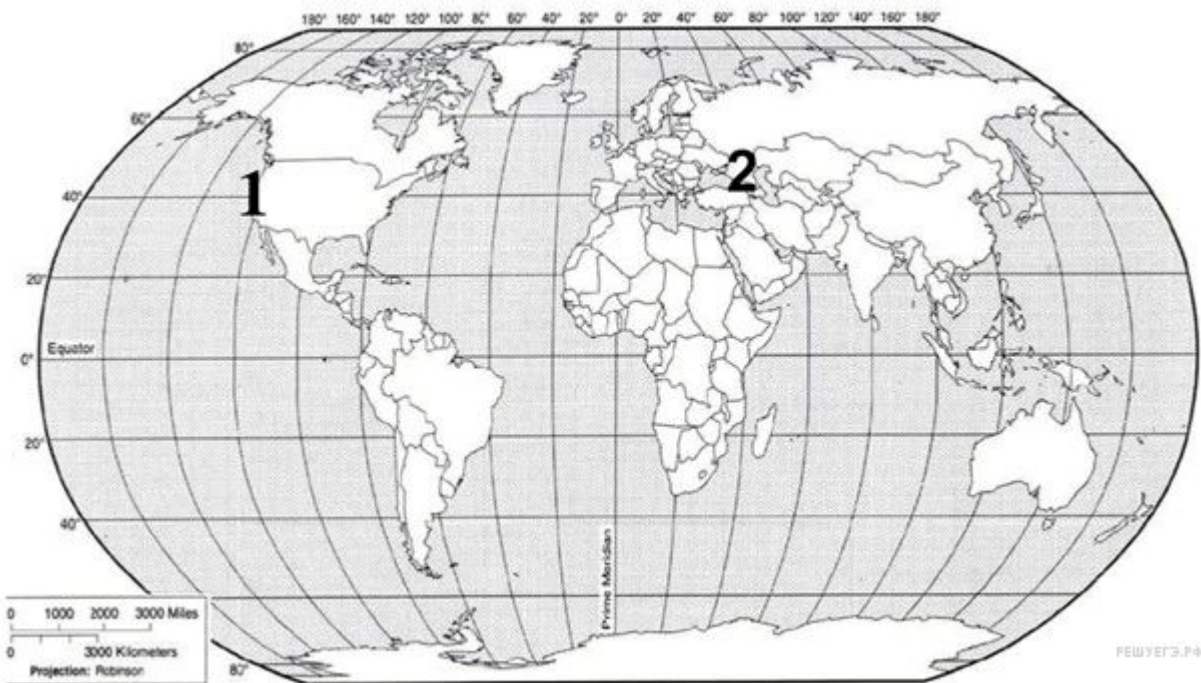 180° 160° 140° 120° 100° 80° 60° 40° 20° 0° 20° 40° 60° 80° 100° 120° 140° 160° 180°
80°
60°
2
1
40°
20°
Equator
0°
20°
40°
Prime Meridian
0 1000 2000 3000 Miles
0 3000 Kilometers
Projection: Robinson
80°
РЕШУЕГЭ.РФ